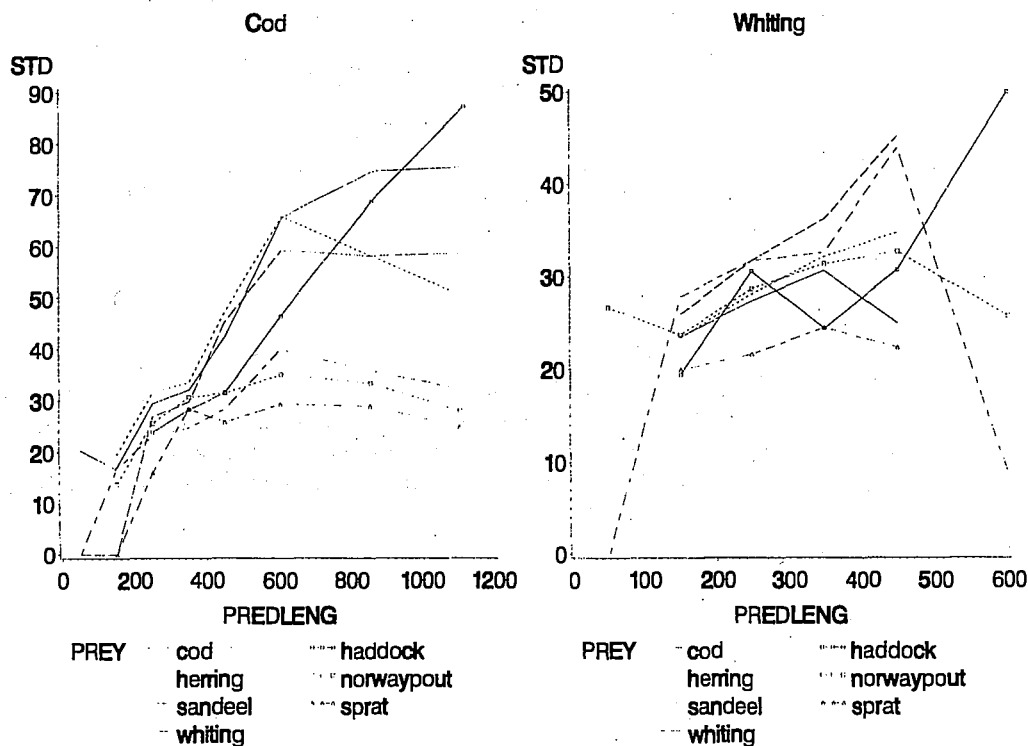 Cod
STD
90
80
70
60
50
40
30
20
10
0
0 200 400 600 800 1000 1200
PREDLENG
PREY cod haddock
herring norwaypout
sandeel sprat
whiting
Whiting
STD
50
40
30
20
10
0
0 200 300 400 500 600
PREDLENG
PREY cod haddock
herring norwaypout
sandeel sprat
whiting